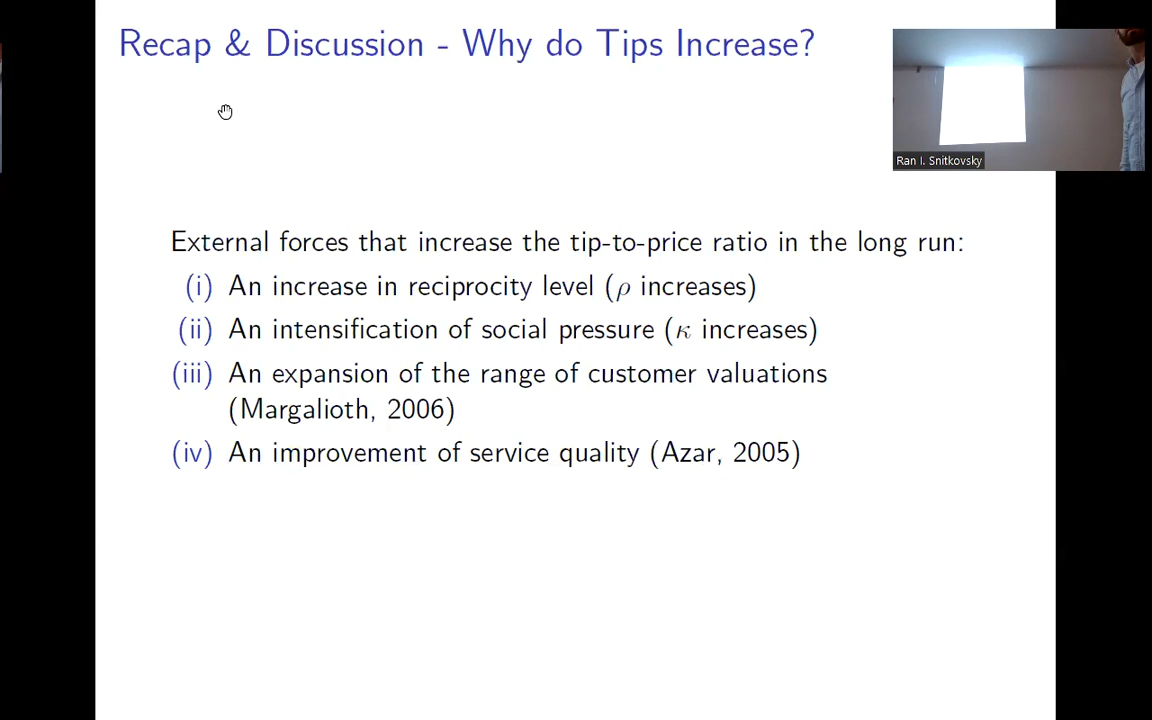 Recap & Discussion - Why do Tips Increase?
Ran I. Snitkovsky
External forces that increase the tip-to-price ratio in the long run:
(i) An increase in reciprocity level (ρ increases)
(ii) An intensification of social pressure (κ increases)
(iii) An expansion of the range of customer valuations
(Margalioth, 2006)
(iv) An improvement of service quality (Azar, 2005)